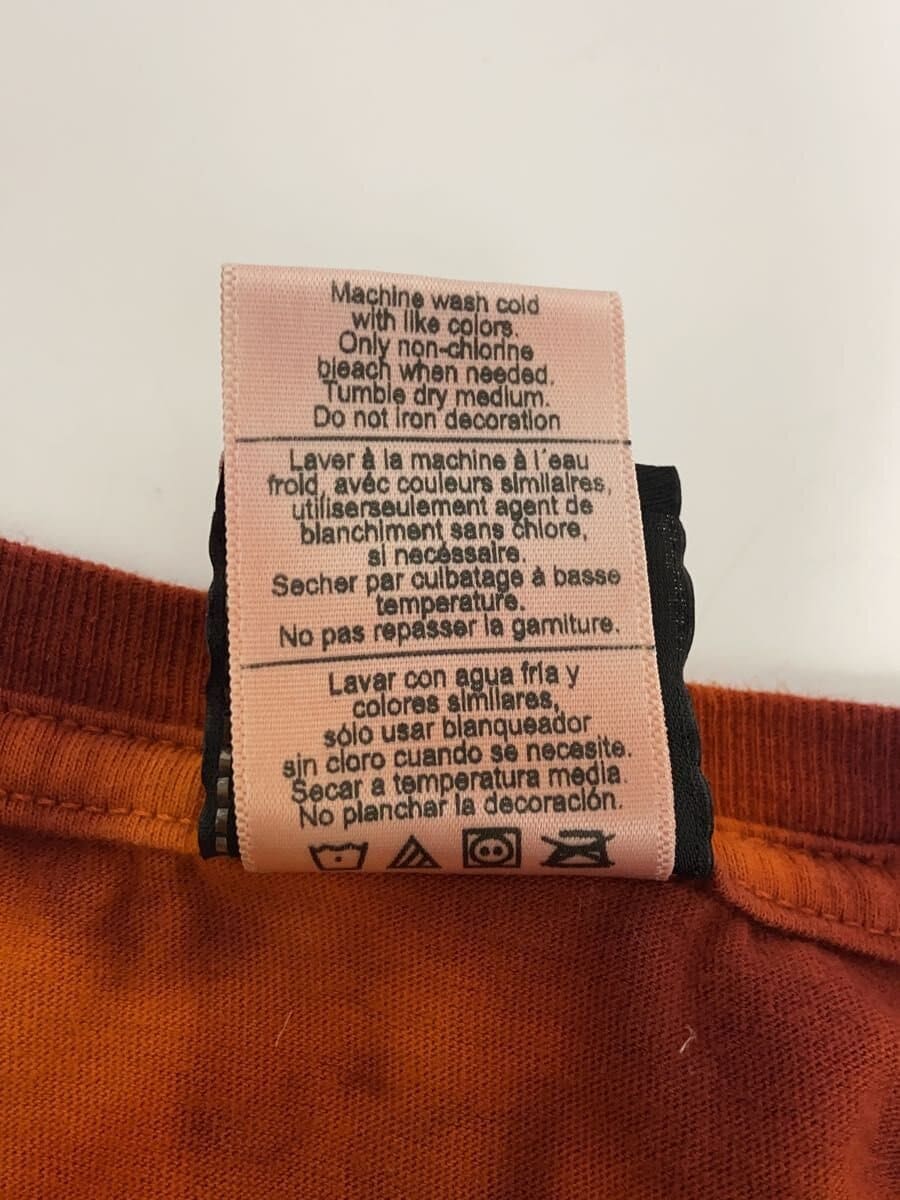 Machine wash cold
with like colors.
Only non-chlorine
bleach when needed.
Tumble dry medium.
Do not iron decoration
Laver à la machine à l´eau
froid, avéc couleurs similaires,
utiliserseulement agent de
blanchiment sans chlore,
si necéssaire.
Secher par culbatage à basse
temperature.
No pas repasser la garniture.
Lavar con agua fría y
colores similares,
sólo usar blanqueador
sin cloro cuando se necesite.
Secar a temperatura media.
No planchar la decoración.